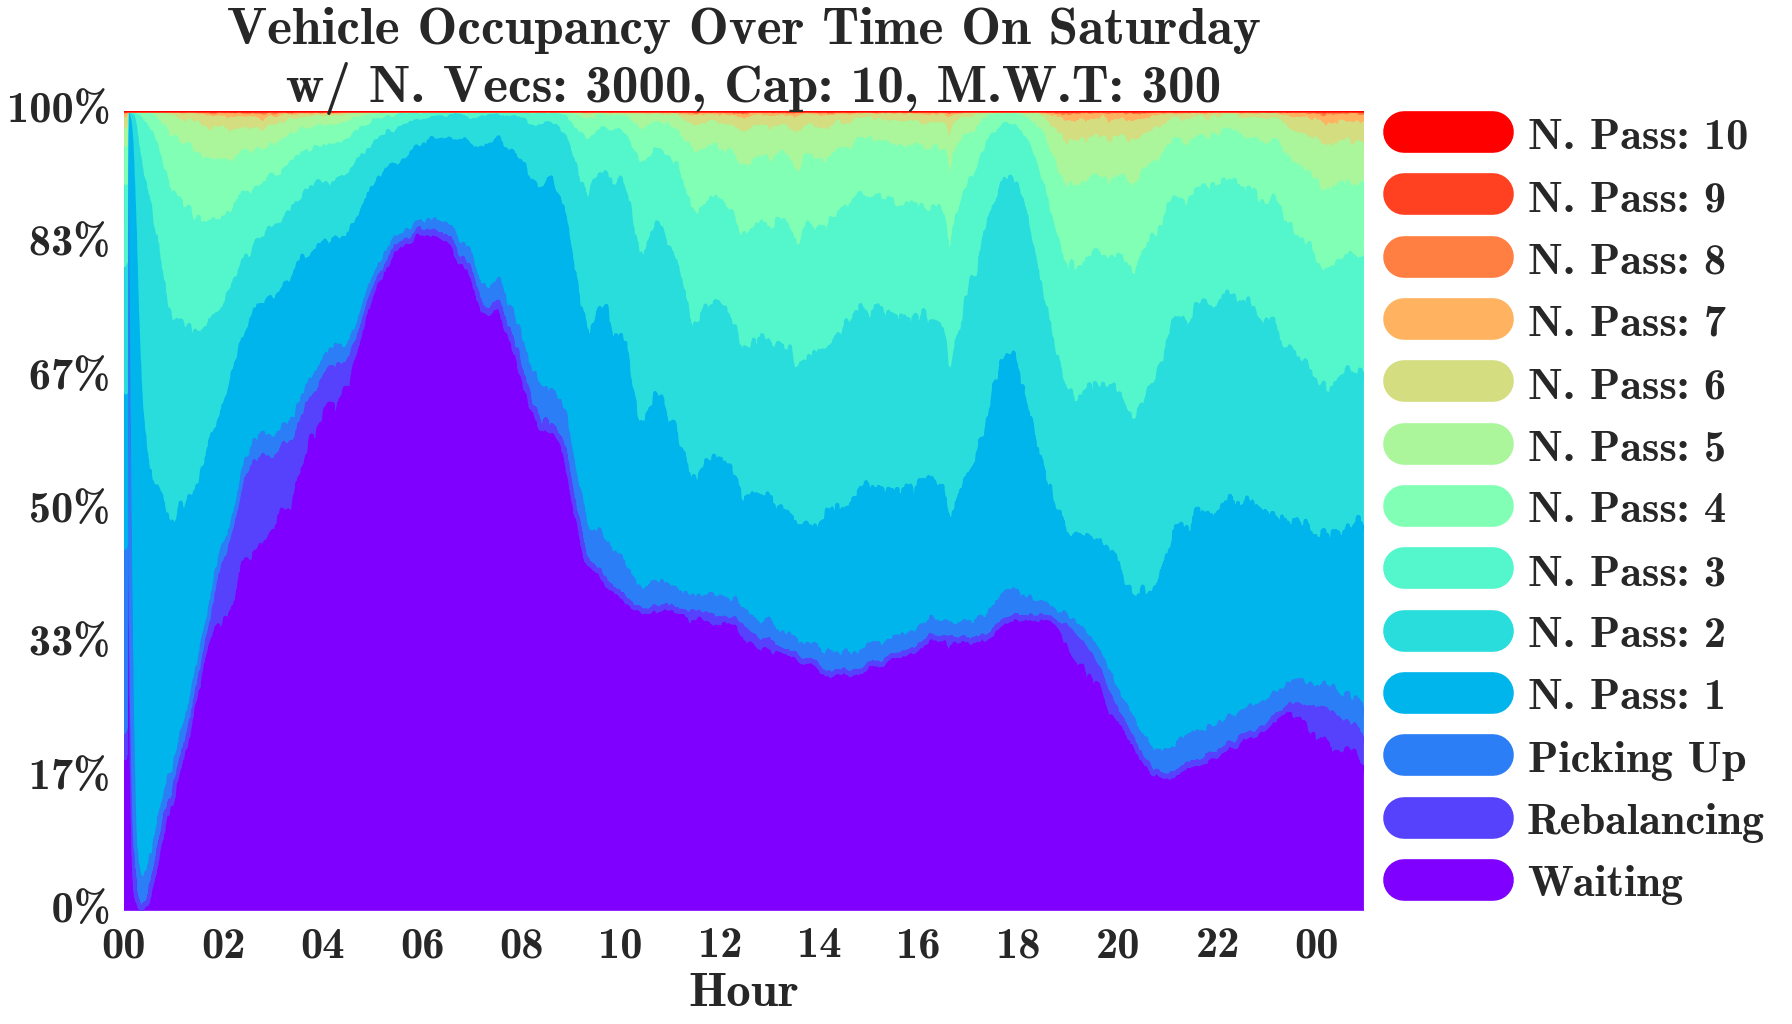 Vehicle Occupancy Over Time On Saturday
w/ N. Vecs: 3000, Cap: 10, M.W.T: 300
100%
83%
67%
50%
33%
17%
0%
00 02 04 06 08 10 12 14 16 18 20 22 00
Hour
N. Pass: 10
N. Pass: 9
N. Pass: 8
N. Pass: 7
N. Pass: 6
N. Pass: 5
N. Pass: 4
N. Pass: 3
N. Pass: 2
N. Pass: 1
Picking Up
Rebalancing
Waiting